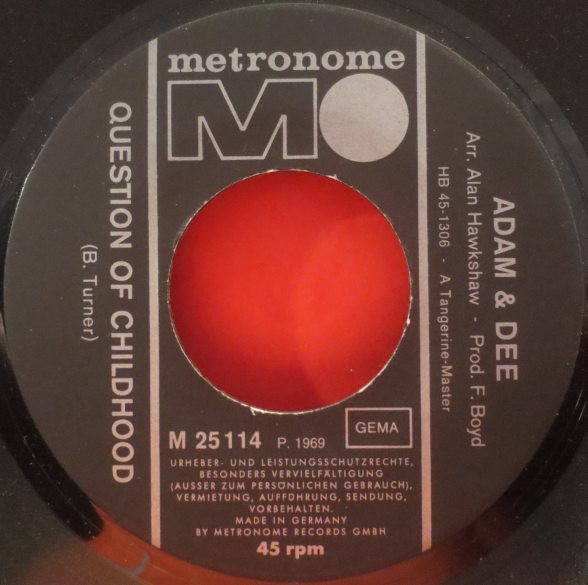 metronome
MO
QUESTION OF CHILDHOOD
(B. Turner)
ADAM & DEE
Arr. Alan Hawkshaw - Prod. F. Boyd
HB 45-1306 - A Tangerine-Master
M 25114 P. 1969
GEMA
URHEBER- UND LEISTUNGSSCHUTZRECHTE,
BESONDERS VERVIELFÄLTIGUNG
(AUSSER ZUM PERSÖNLICHEN GEBRAUCH),
VERMIETUNG, AUFFÜHRUNG, SENDUNG,
VORBEHALTEN.
MADE IN GERMANY
BY METRONOME RECORDS GMBH
45 rpm